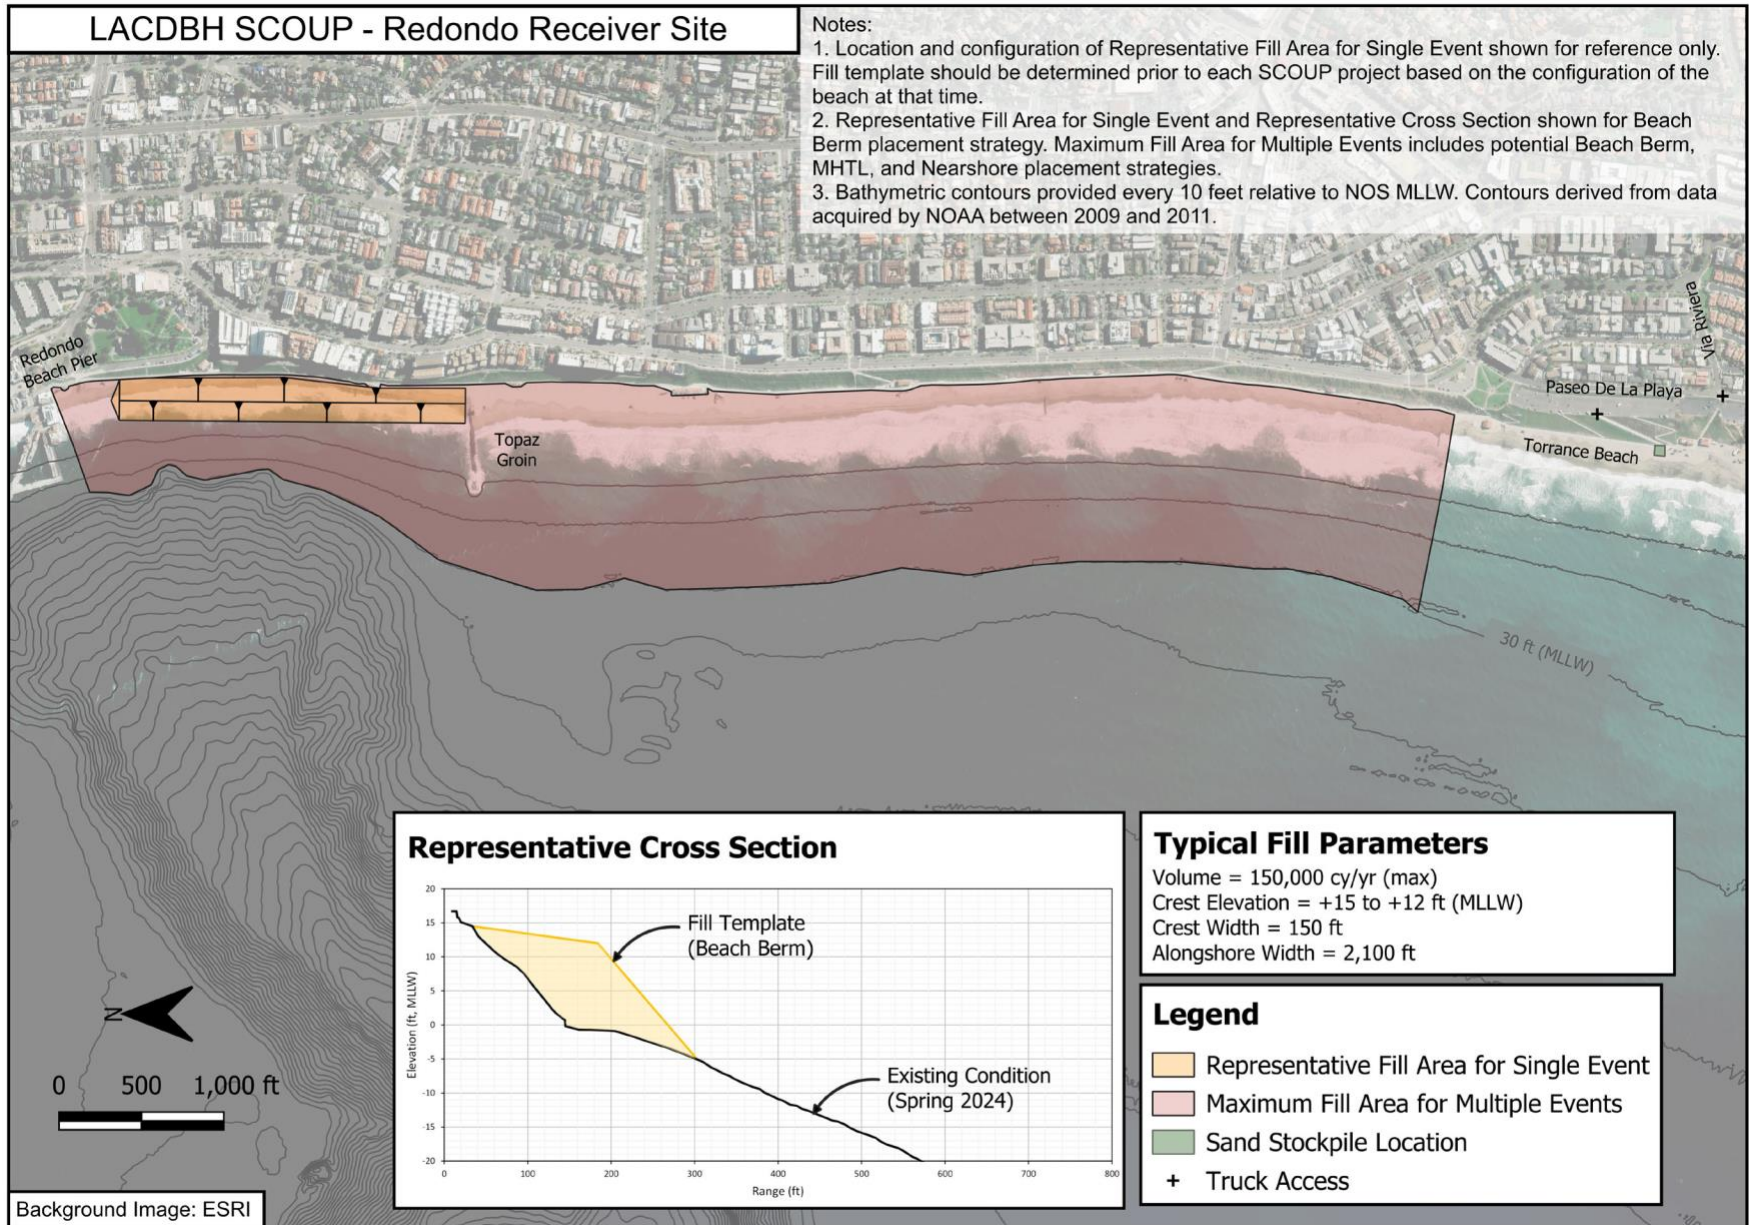 LACDBH SCOUP - Redondo Receiver Site
Notes:
1. Location and configuration of Representative Fill Area for Single Event shown for reference only.
Fill template should be determined prior to each SCOUP project based on the configuration of the
beach at that time.
2. Representative Fill Area for Single Event and Representative Cross Section shown for Beach
Berm placement strategy. Maximum Fill Area for Multiple Events includes potential Beach Berm,
MHTL, and Nearshore placement strategies.
3. Bathymetric contours provided every 10 feet relative to NOS MLLW. Contours derived from data
acquired by NOAA between 2009 and 2011.
Redondo
Beach Pier
Topaz
Groin
Via Riviera
Paseo De La Playa
Torrance Beach
30 ft (MLLW)
N
0 500 1,000 ft
Background Image: ESRI
Representative Cross Section
Elevation (ft, MLLW)
20
15
10
5
0
-5
-10
-15
-20
Fill Template
(Beach Berm)
Existing Condition
(Spring 2024)
0 100 200 300 400 500 600 700 800
Range (ft)
Typical Fill Parameters
Volume = 150,000 cy/yr (max)
Crest Elevation = +15 to +12 ft (MLLW)
Crest Width = 150 ft
Alongshore Width = 2,100 ft
Legend
Representative Fill Area for Single Event
Maximum Fill Area for Multiple Events
Sand Stockpile Location
+ Truck Access